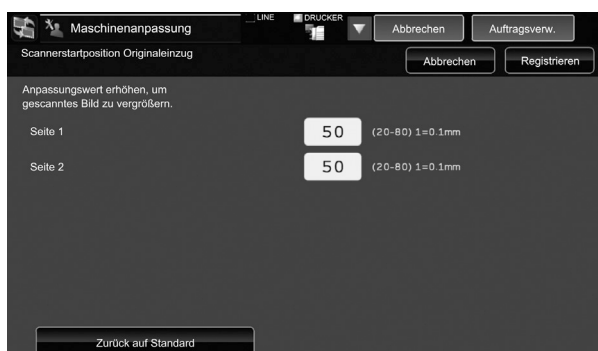 Maschinenanpassung
LINE
DRUCKER
Abbrechen
Auftragsverw.
Scannerstartposition Originaleinzug
Abbrechen
Registrieren
Anpassungswert erhöhen, um
gescanntes Bild zu vergrößern.
Seite 1
50
(20-80) 1=0.1mm
Seite 2
50
(20-80) 1=0.1mm
Zurück auf Standard